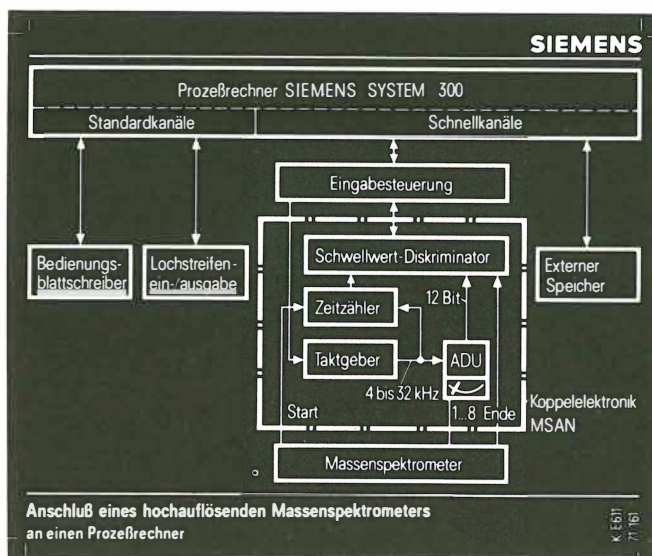 SIEMENS
Prozeßrechner SIEMENS SYSTEM 300
Standardkanäle
Schnellkanäle
Eingabesteuerung
Bedienungs-
blattschreiber
Lochstreifen-
ein-/ausgabe
Schwellwert-Diskriminator
Externer
Speicher
12 Bit
Zeitzähler
Taktgeber
ADU
4 bis 32 kHz
Start
1...8
Ende
Koppelelektronik
MSAN
Massenspektrometer
Anschluß eines hochauflösenden Massenspektrometers
an einen Prozeßrechner
K-E611
71 161